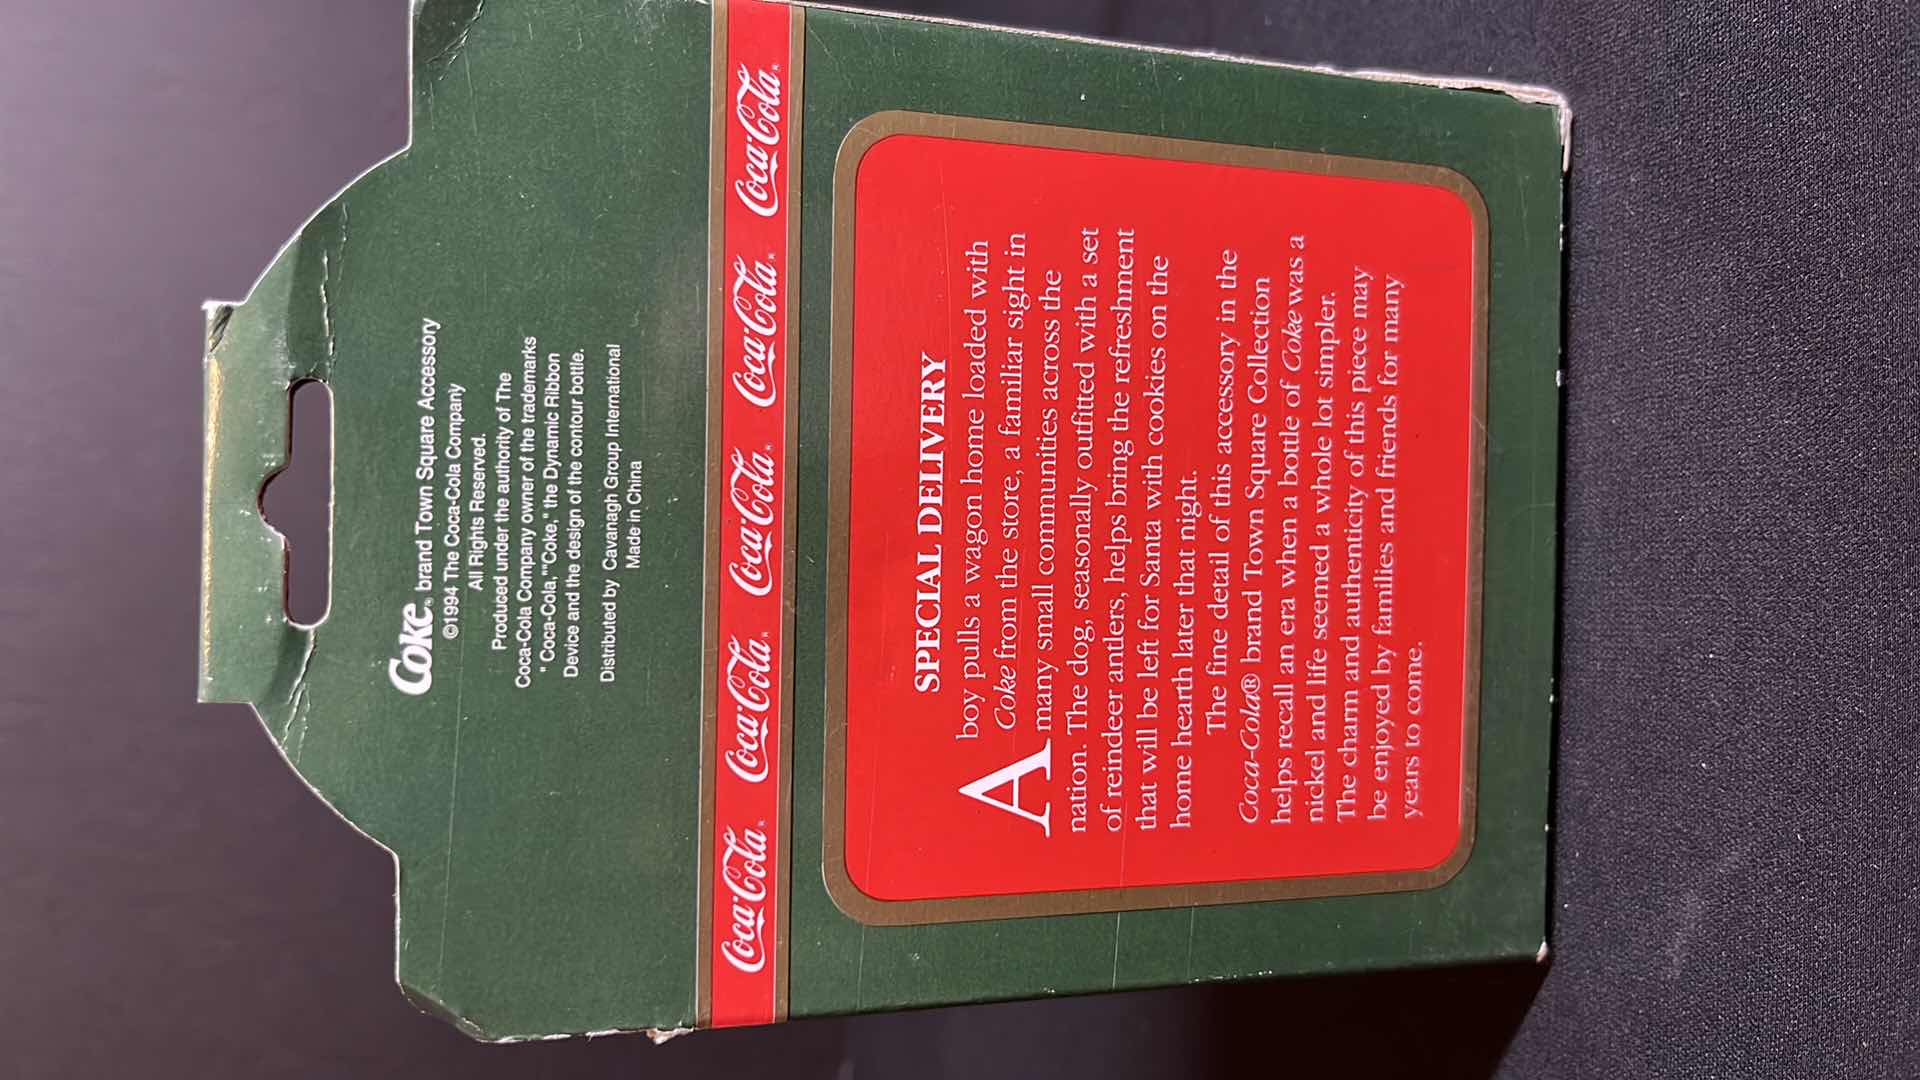 Coke® brand Town Square Accessory
©1994 The Coca-Cola Company
All Rights Reserved.
Produced under the authority of The
Coca-Cola Company owner of the trademarks
" Coca-Cola,""Coke," the Dynamic Ribbon
Device and the design of the contour bottle.
Distributed by Cavanagh Group International
Made in China
Coca-Cola® Coca-Cola® Coca-Cola® Coca-Cola® Coca-Cola®
SPECIAL DELIVERY
A boy pulls a wagon home loaded with
Coke from the store, a familiar sight in
many small communities across the
nation. The dog, seasonally outfitted with a set
of reindeer antlers, helps bring the refreshment
that will be left for Santa with cookies on the
home hearth later that night.
The fine detail of this accessory in the
Coca-Cola® brand Town Square Collection
helps recall an era when a bottle of Coke was a
nickel and life seemed a whole lot simpler.
The charm and authenticity of this piece may
be enjoyed by families and friends for many
years to come.